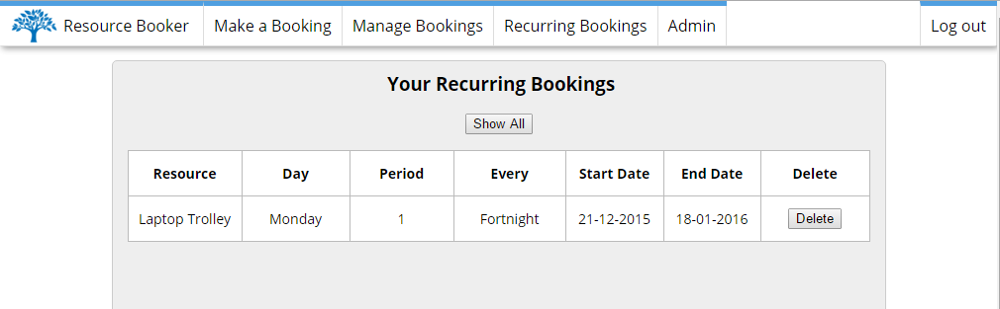 Resource Booker Make a Booking Manage Bookings Recurring Bookings Admin Log out
Your Recurring Bookings
Show All
Resource Day Period Every Start Date End Date Delete
Laptop Trolley Monday 1 Fortnight 21-12-2015 18-01-2016 Delete